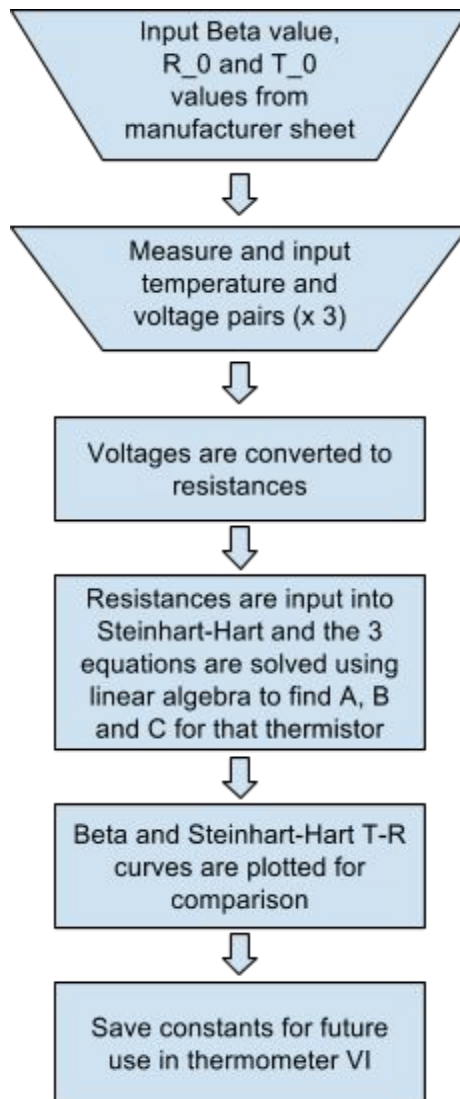 Input Beta value,
R_0 and T_0
values from
manufacturer sheet
Measure and input
temperature and
voltage pairs (x 3)
Voltages are converted to
resistances
Resistances are input into
Steinhart-Hart and the 3
equations are solved using
linear algebra to find A, B
and C for that thermistor
Beta and Steinhart-Hart T-R
curves are plotted for
comparison
Save constants for future
use in thermometer VI